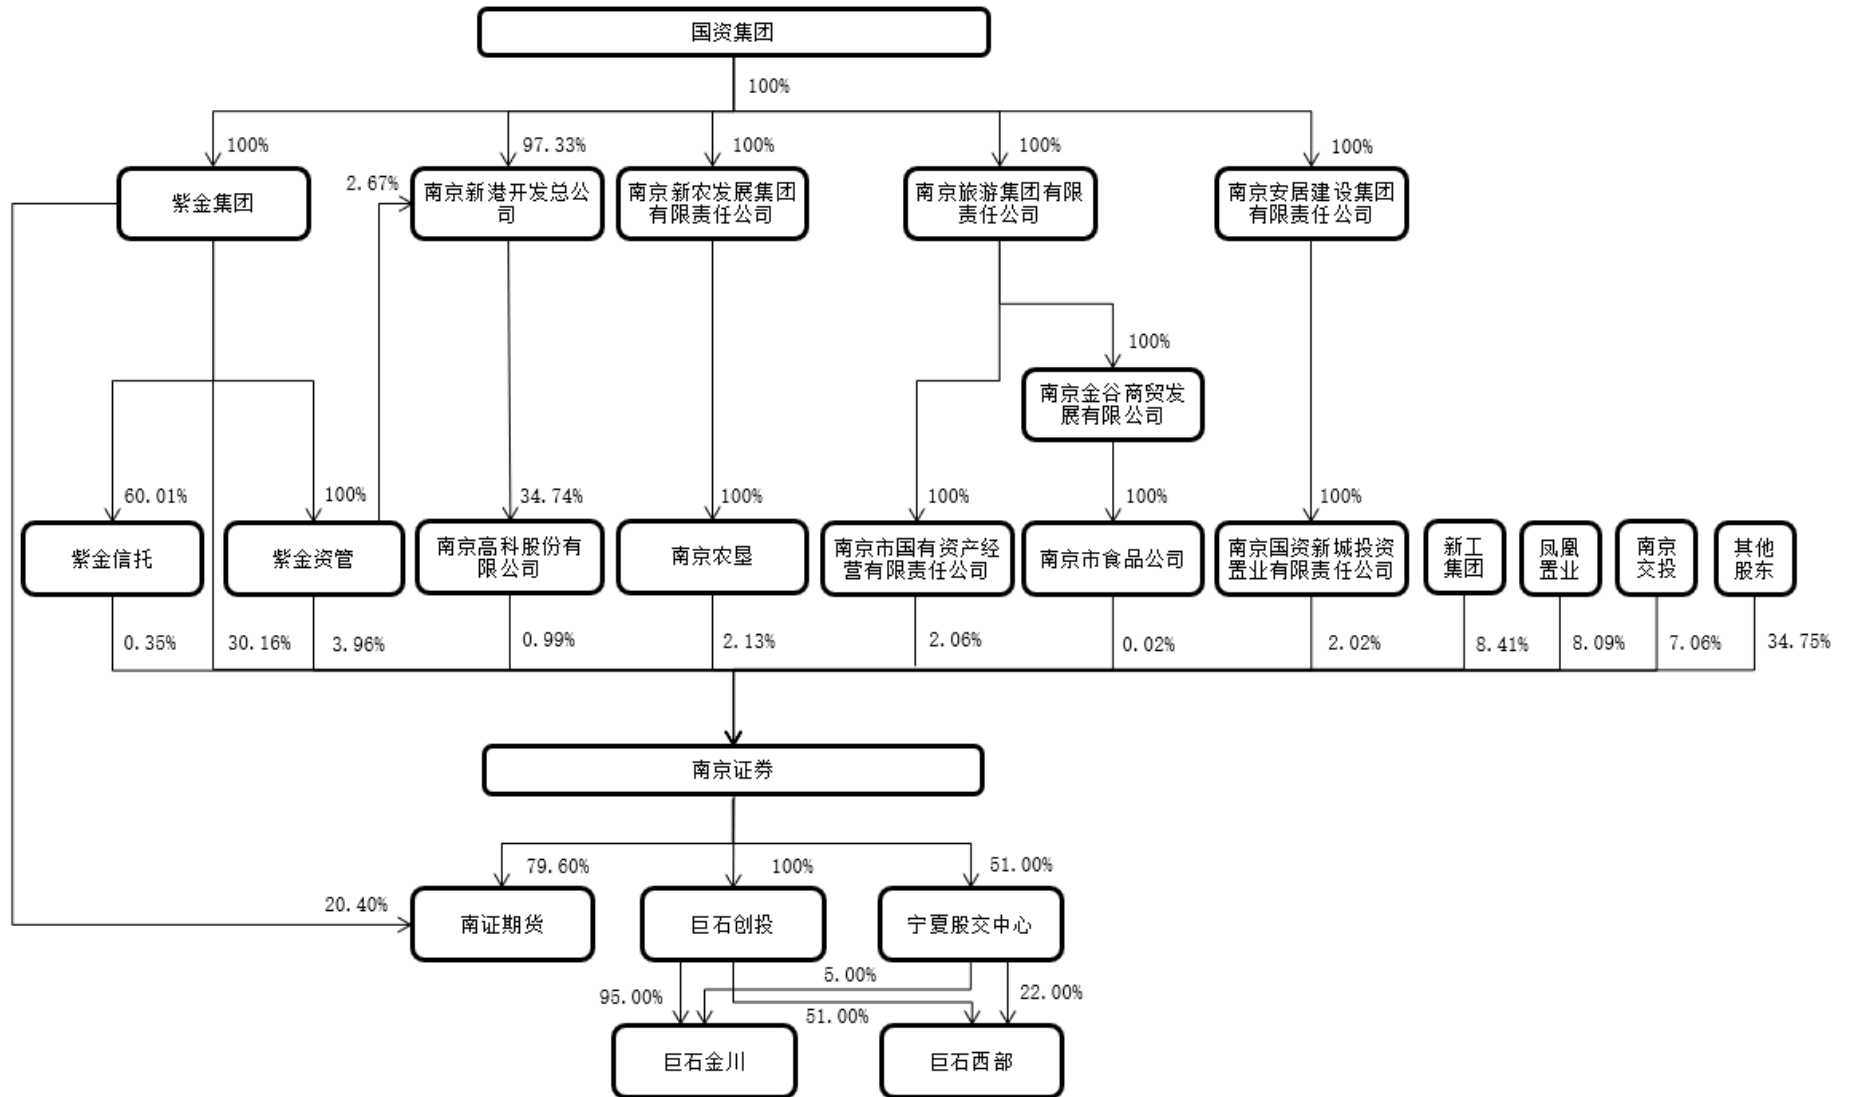 国资集团
100%
100%
97.33%
100%
100%
100%
紫金集团
2.67%
南京新港开发总公
司
南京新农发展集团
有限责任公司
南京旅游集团有限
责任公司
南京安居建设集团
有限责任公司
100%
南京金谷商贸发
展有限公司
60.01%
100%
34.74%
100%
100%
100%
100%
紫金信托
紫金资管
南京高科股份有
限公司
南京农垦
南京市国有资产经
营有限责任公司
南京市食品公司
南京国资新城投资
置业有限责任公司
新工
集团
凤凰
置业
南京
交投
其他
股东
0.35%
30.16%
3.96%
0.99%
2.13%
2.06%
0.02%
2.02%
8.41%
8.09%
7.06%
34.75%
南京证券
79.60%
100%
51.00%
20.40%
南证期货
巨石创投
宁夏股交中心
5.00%
95.00%
22.00%
51.00%
巨石金川
巨石西部